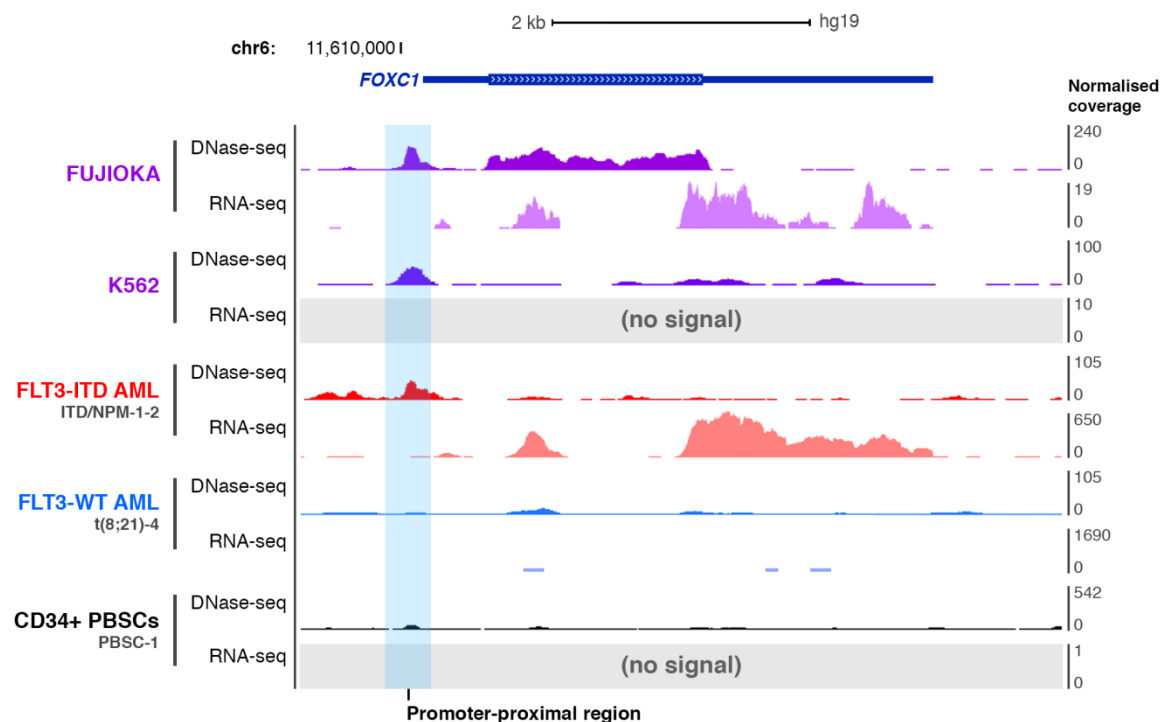 2 kb hg19
chr6: 11,610,000
FOXC1
Normalised
coverage
FUJIOKA
DNase-seq
240
0
RNA-seq
19
0
K562
DNase-seq
100
0
RNA-seq
(no signal)
10
0
FLT3-ITD AML
ITD/NPM-1-2
DNase-seq
105
0
RNA-seq
650
0
FLT3-WT AML
t(8;21)-4
DNase-seq
105
0
RNA-seq
1690
0
CD34+ PBSCs
PBSC-1
DNase-seq
542
0
RNA-seq
(no signal)
1
0
Promoter-proximal region